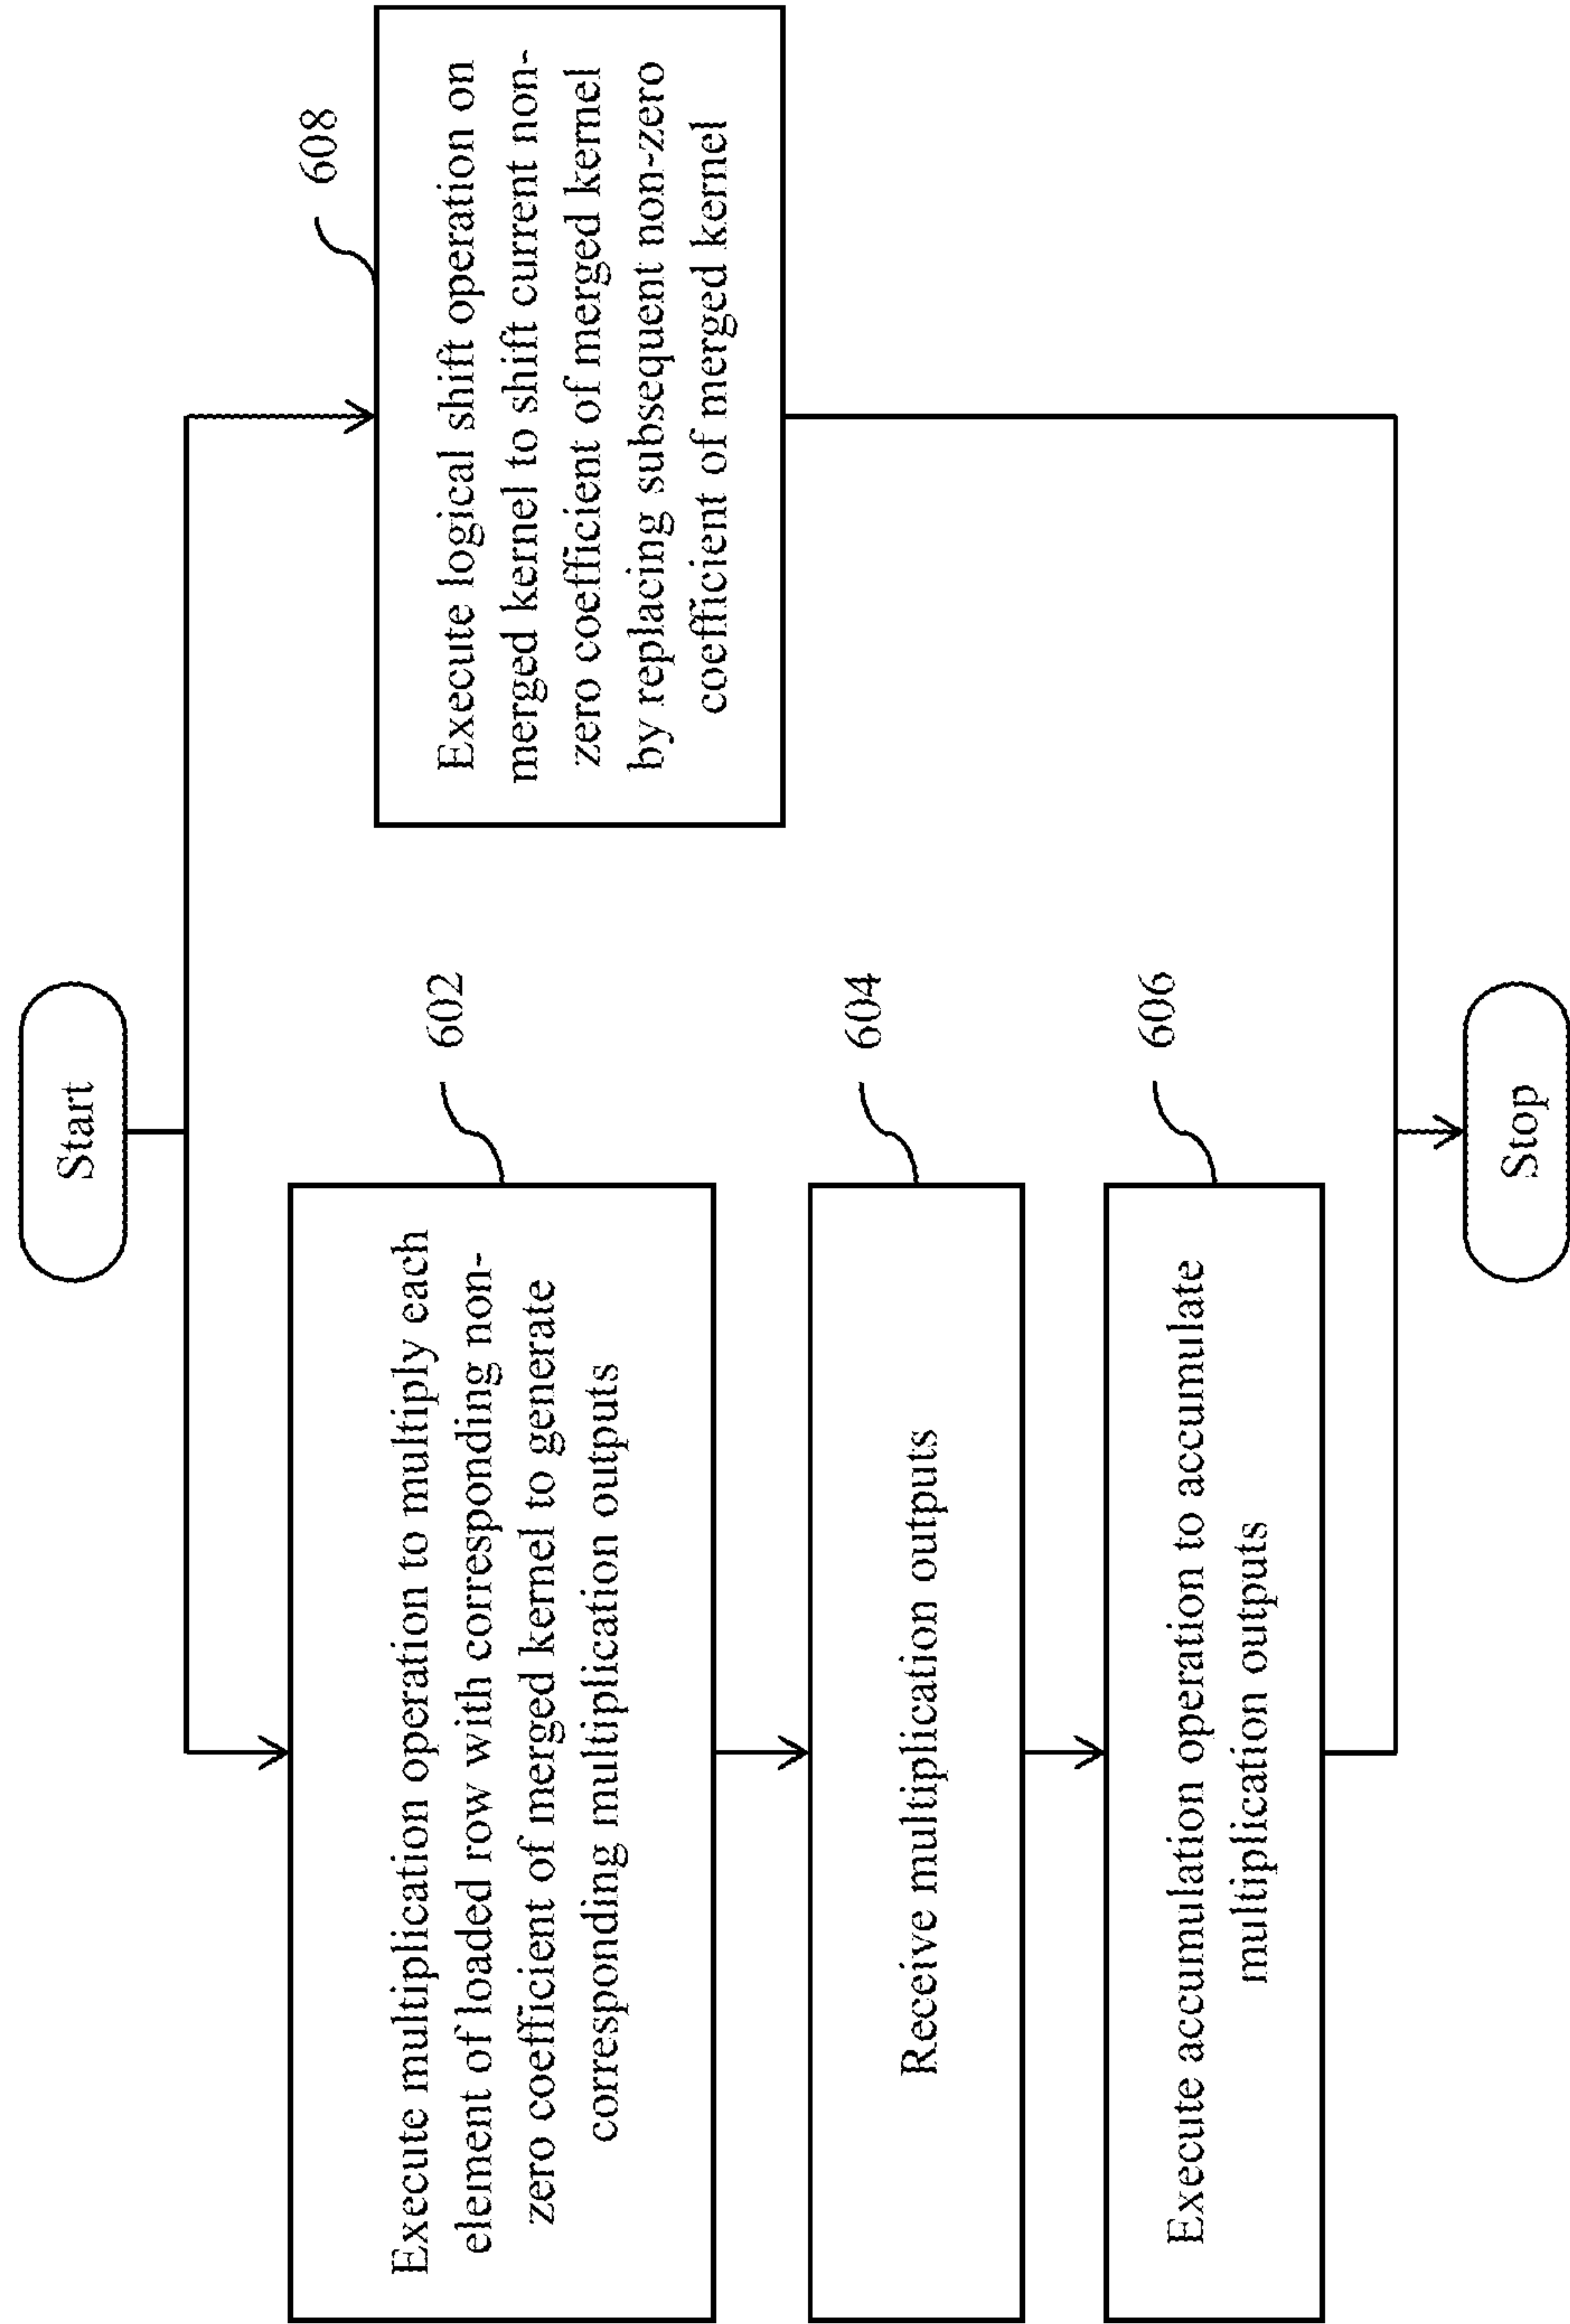 Start
Execute multiplication operation to multiply each
element of loaded row with corresponding non-
zero coefficient of merged kernel to generate
corresponding multiplication outputs
602
Receive multiplication outputs
604
Execute accumulation operation to accumulate
multiplication outputs
606
Execute logical shift operation on
merged kernel to shift current non-
zero coefficient of merged kernel
by replacing subsequent non-zero
coefficient of merged kernel
608
Stop